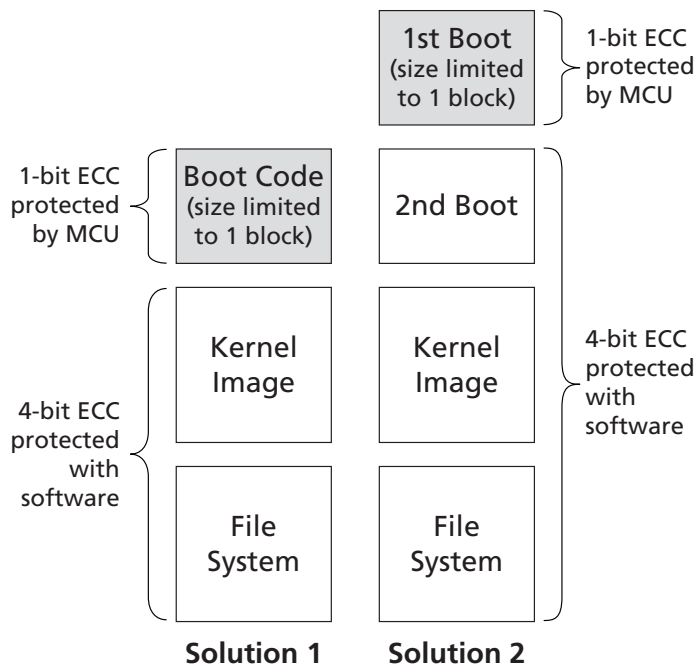 1st Boot
(size limited
to 1 block)
1-bit ECC
protected
by MCU
1-bit ECC
protected
by MCU
Boot Code
(size limited
to 1 block)
2nd Boot
Kernel
Image
Kernel
Image
4-bit ECC
protected
with
software
4-bit ECC
protected
with
software
File
System
File
System
Solution 1
Solution 2